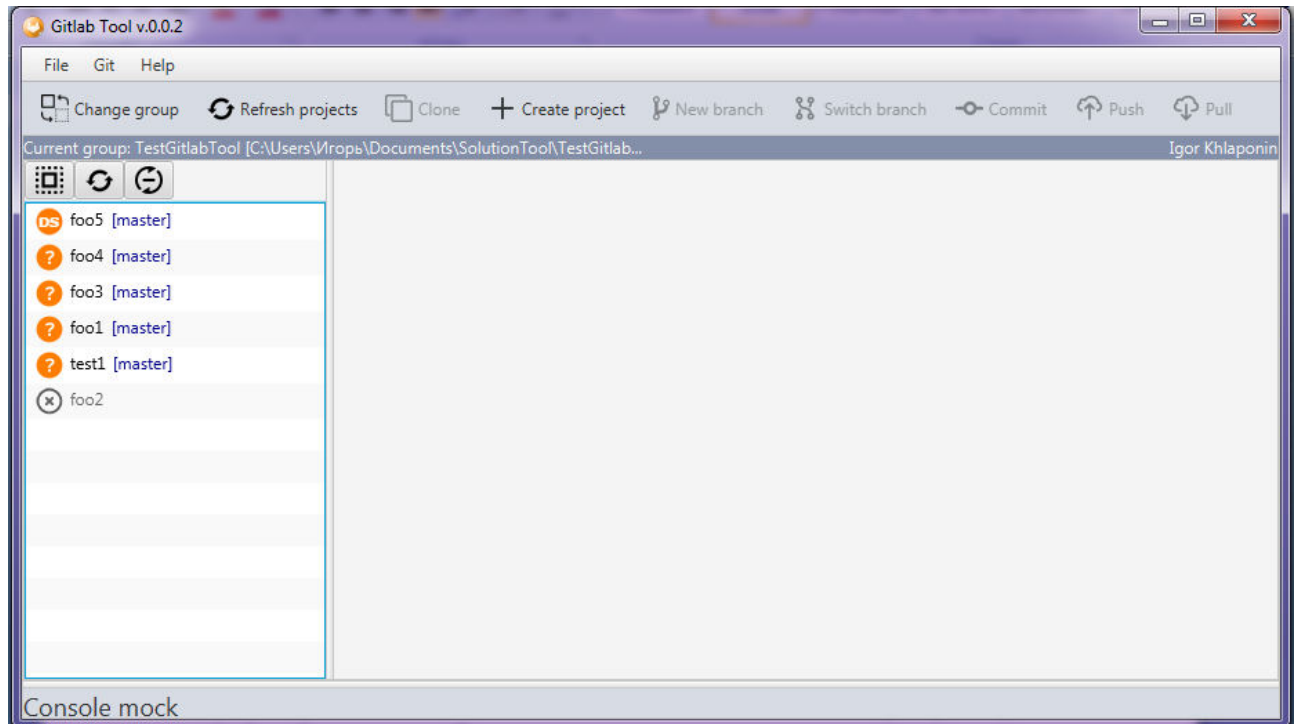 Gitlab Tool v.0.0.2
File Git Help
Change group Refresh projects Clone Create project New branch Switch branch Commit Push Pull
Current group: TestGitlabTool [C:\Users\Игорь\Documents\SolutionTool\TestGitlab... Igor Khlaponin
DS foo5 [master]
? foo4 [master]
? foo3 [master]
? foo1 [master]
? test1 [master]
foo2
Console mock